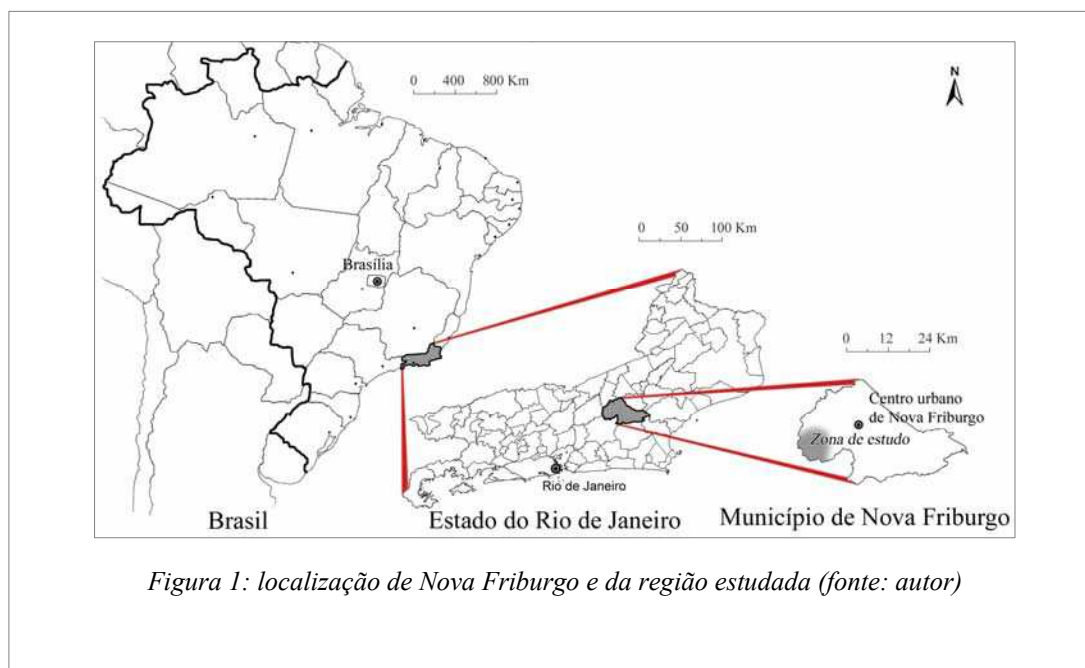 0 400 800 Km
N
0 50 100 Km
Brasília
0 12 24 Km
Centro urbano
de Nova Friburgo
Zona de estudo
Rio de Janeiro
Brasil
Estado do Rio de Janeiro
Município de Nova Friburgo
Figura 1: localização de Nova Friburgo e da região estudada (fonte: autor)